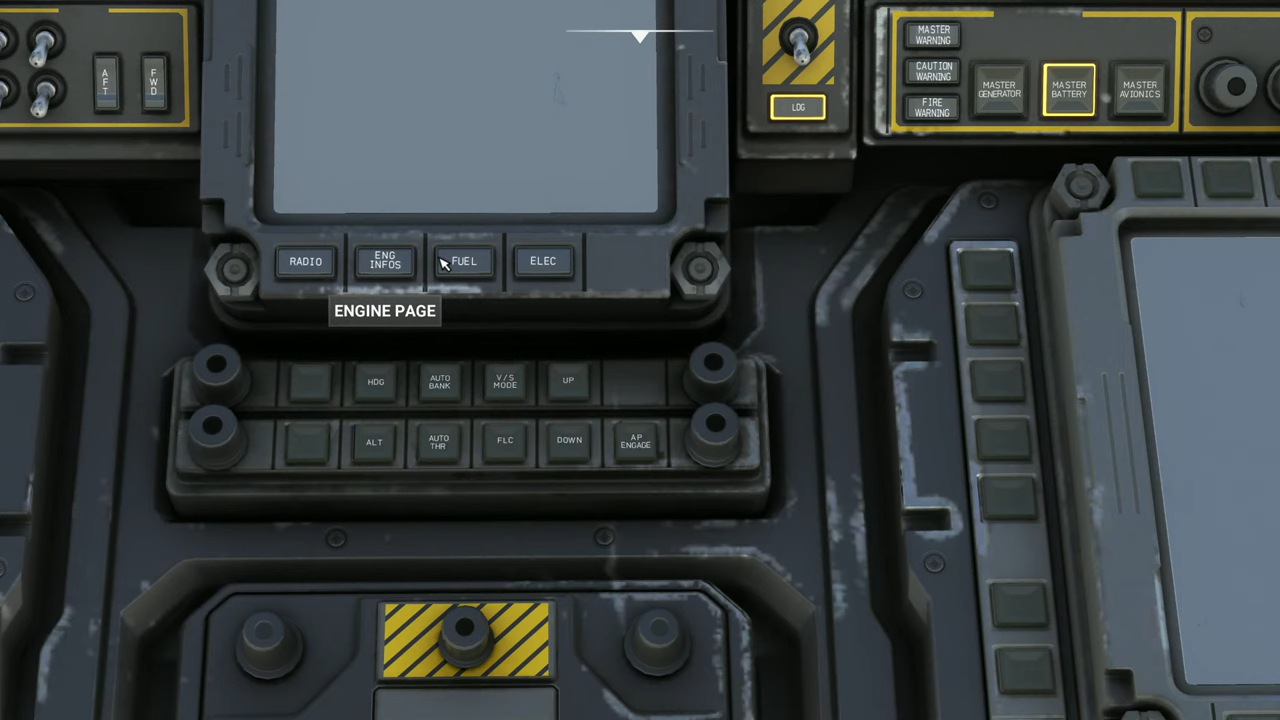 AFT
FWD
LDG
MASTER
WARNING
CAUTION
WARNING
FIRE
WARNING
MASTER
GENERATOR
MASTER
BATTERY
MASTER
AVIONICS
RADIO
ENG
INFOS
FUEL
ELEC
ENGINE PAGE
HDG
AUTO
BANK
V/S
MODE
UP
ALT
AUTO
THR
FLC
DOWN
AP
ENGAGE